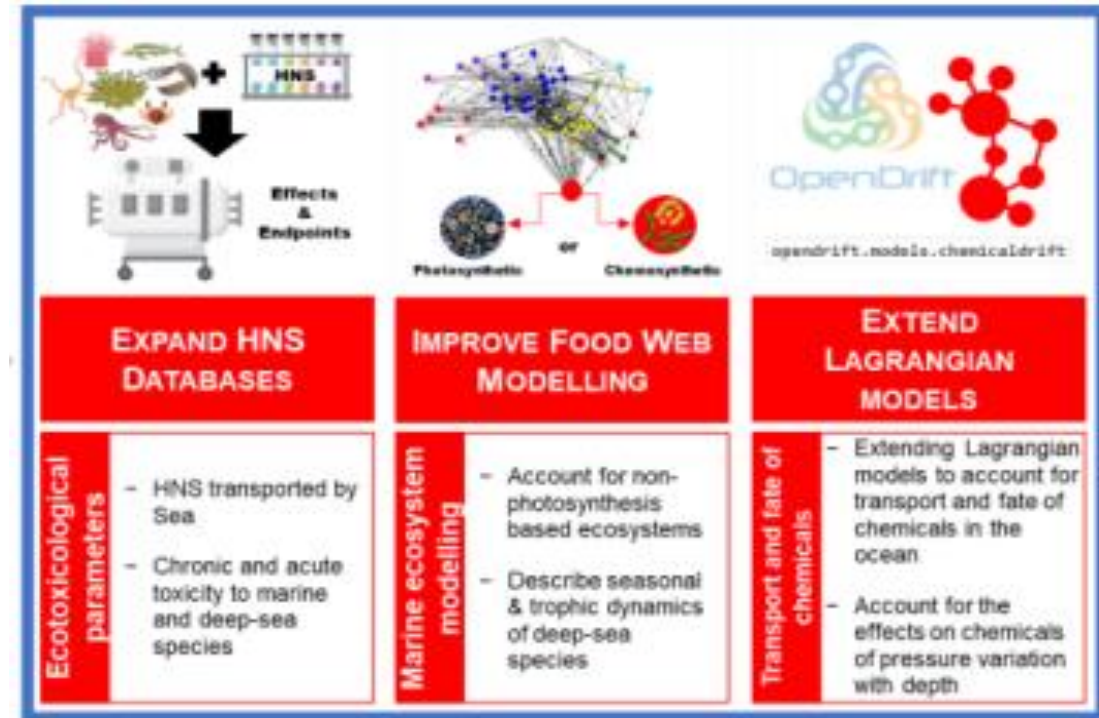 HNS
Effects
&
Endpoints
Photosynthetic
or
Chemosynthetic
OpenDrift
opendrift.models.chemicaldrift
EXPAND HNS
DATABASES
IMPROVE FOOD WEB
MODELLING
EXTEND
LAGRANGIAN
MODELS
Ecotoxicological
parameters
– HNS transported by
Sea
– Chronic and acute
toxicity to marine
and deep-sea
species
Marine ecosystem
modelling
– Account for non-
photosynthesis
based ecosystems
– Describe seasonal
& trophic dynamics
of deep-sea
species
Transport and fate of
chemicals
– Extending Lagrangian
models to account for
transport and fate of
chemicals in the
ocean
– Account for the
effects on chemicals
of pressure variation
with depth